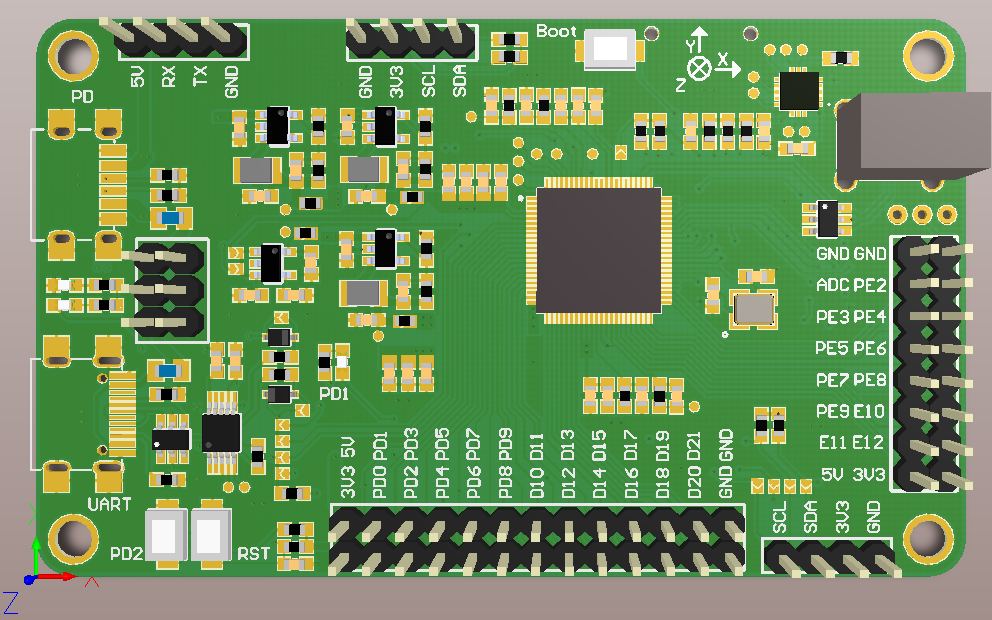 Boot
Y
X
Z
5V RX TX GND
GND 3V3 SCL SDA
PD
GND GND
ADC PE2
PE3 PE4
PE5 PE6
PE7 PE8
PE9 E10
E11 E12
5V 3V3
PD1
3V3 5V
PD0 PD1
PD2 PD3
PD4 PD5
PD6 PD7
PD8 PD9
D10 D11
D12 D13
D14 D15
D16 D17
D18 D19
D20 D21
GND GND
UART
SCL SDA 3V3 GND
PD2
RST
Y
X
Z